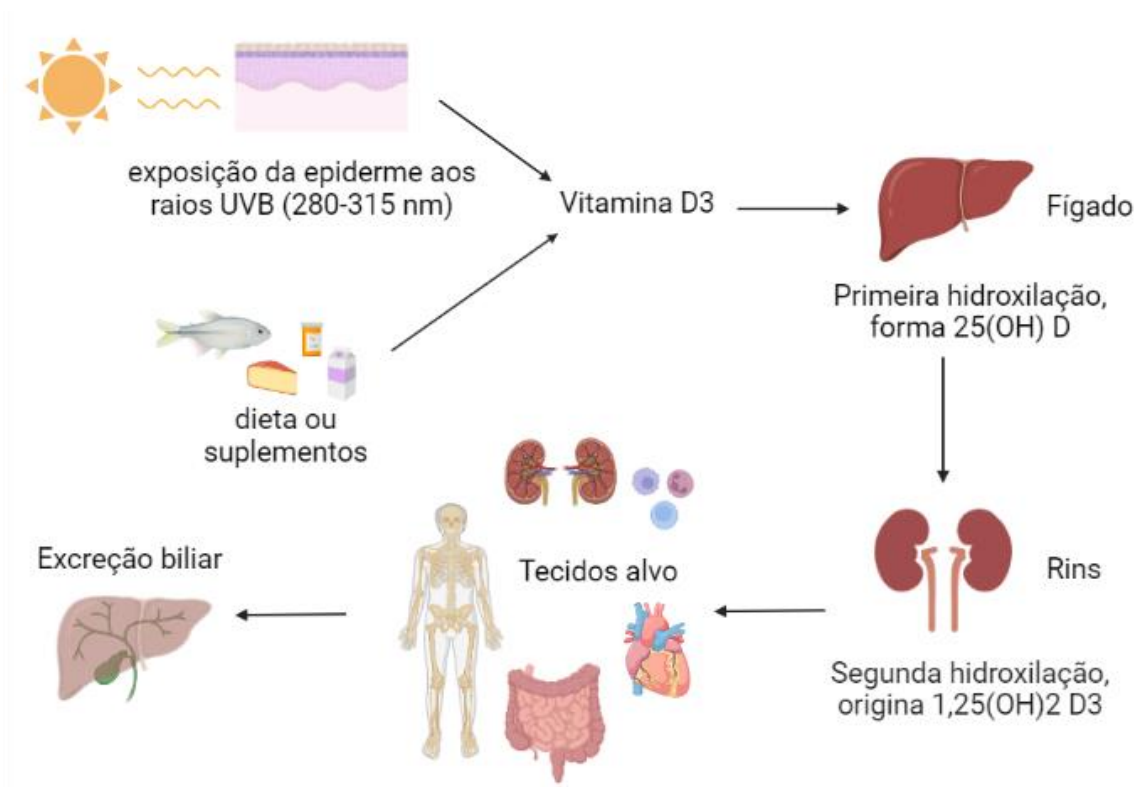 exposição da epiderme aos
raios UVB (280-315 nm)
Vitamina D3
Fígado
Primeira hidroxilação,
forma 25(OH) D
dieta ou
suplementos
Rins
Segunda hidroxilação,
origina 1,25(OH)2 D3
Tecidos alvo
Excreção biliar